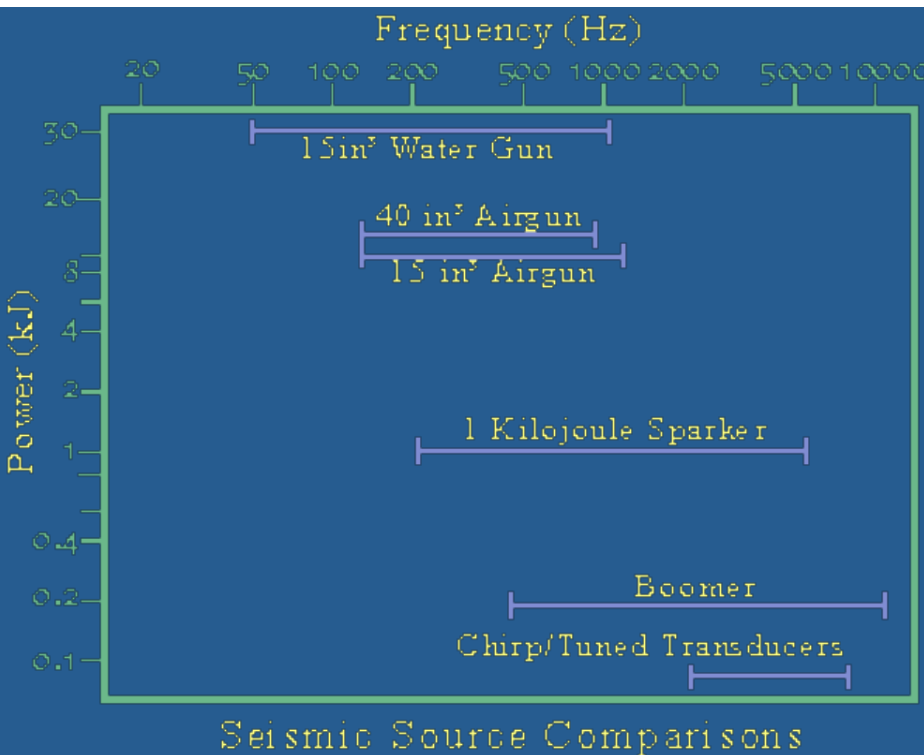 Frequency (Hz)
20 50 100 200 500 1000 2000 5000 10000
30
15in³ Water Gun
20
40 in³ Airgun
8
15 in³ Airgun
Power (kJ)
4
2
1 Kilojoule Sparker
1
0.4
Boomer
0.2
Chirp/Tuned Transducers
0.1
Seismic Source Comparisons